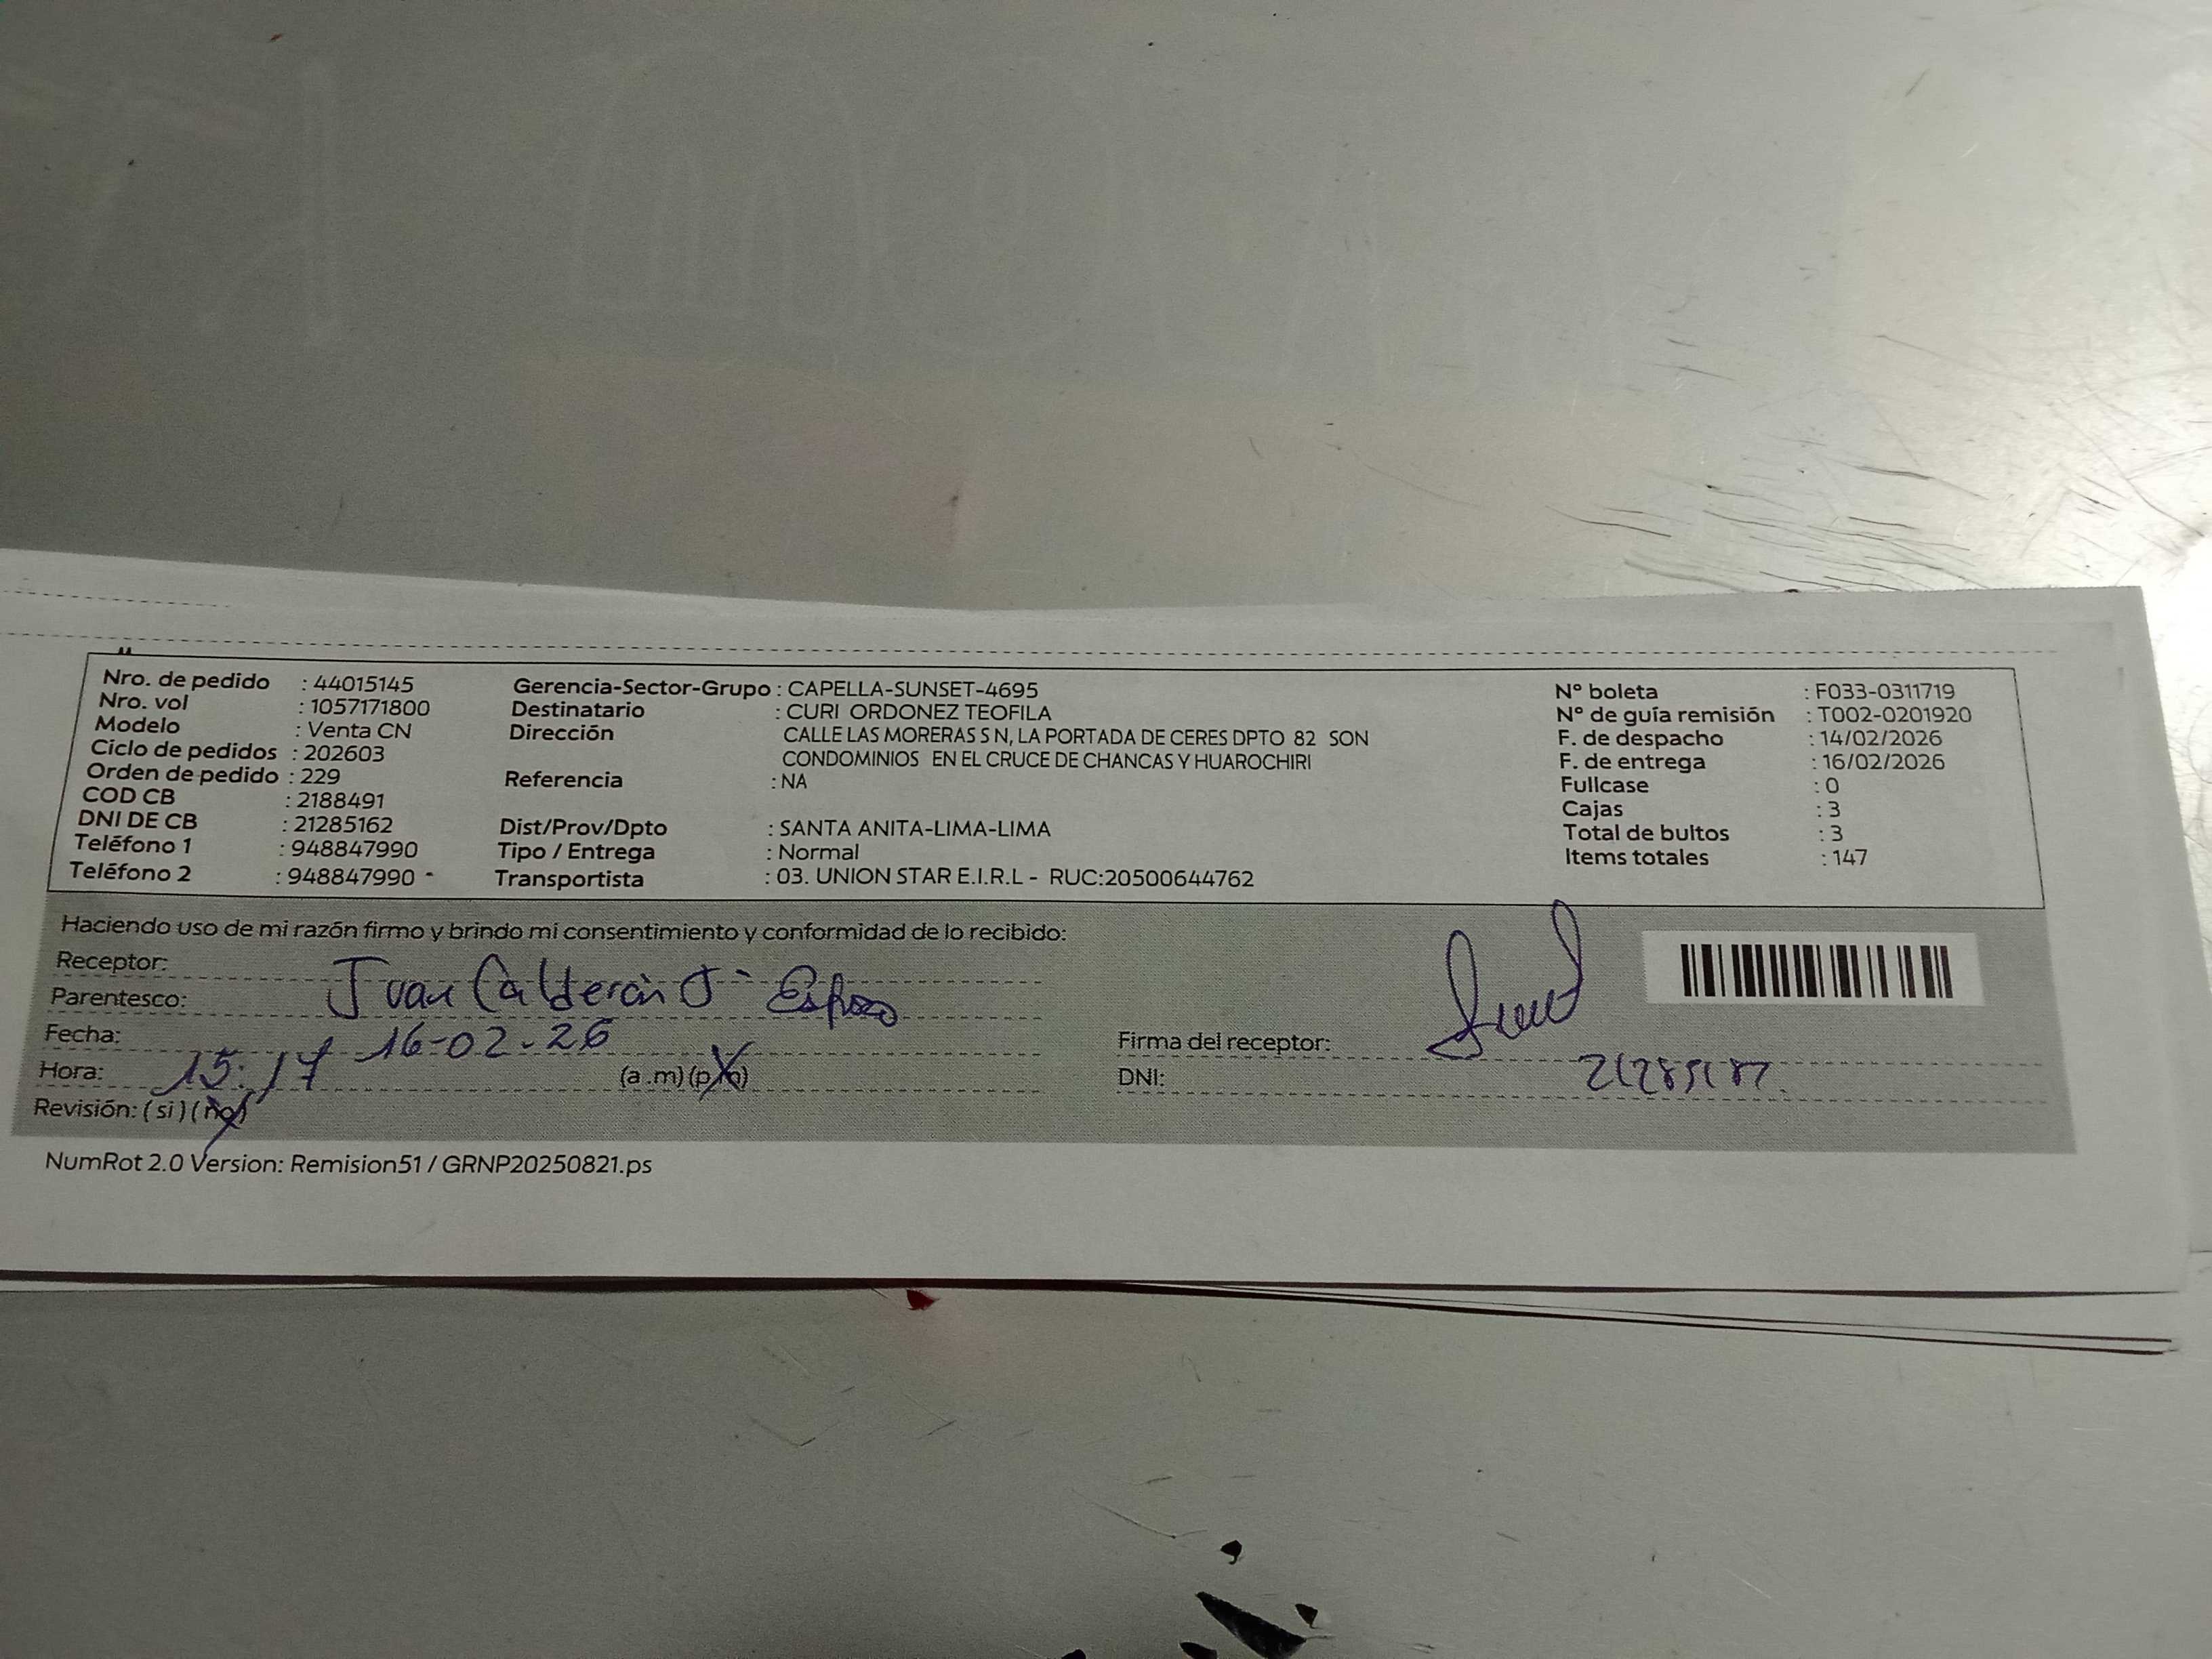 Nro. de pedido : 44015145
Nro. vol : 1057171800
Modelo : Venta CN
Ciclo de pedidos : 202603
Orden de pedido : 229
COD CB : 2188491
DNI DE CB : 21285162
Teléfono 1 : 948847990
Teléfono 2 : 948847990
Gerencia-Sector-Grupo : CAPELLA-SUNSET-4695
Destinatario : CURI ORDONEZ TEOFILA
Dirección CALLE LAS MORERAS S N, LA PORTADA DE CERES DPTO 82 SON
CONDOMINIOS EN EL CRUCE DE CHANCAS Y HUAROCHIRI
Referencia : NA
Dist/Prov/Dpto : SANTA ANITA-LIMA-LIMA
Tipo / Entrega : Normal
Transportista : 03. UNION STAR E.I.R.L - RUC:20500644762
N° boleta : F033-0311719
N° de guía remisión : T002-0201920
F. de despacho : 14/02/2026
F. de entrega : 16/02/2026
Fullcase : 0
Cajas : 3
Total de bultos : 3
Items totales : 147
Haciendo uso de mi razón firmo y brindo mi consentimiento y conformidad de lo recibido:
Receptor: Juan Calderón
Parentesco: Esposo
Fecha: 16-02-26
Hora: 15:17 (a.m)(p.m)
Revisión: (si)(no)
Firma del receptor:
DNI:
NumRot 2.0 Version: Remision51 / GRNP20250821.ps